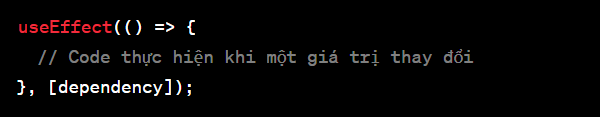 useEffect(() => {
  // Code thực hiện khi một giá trị thay đổi
}, [dependency]);